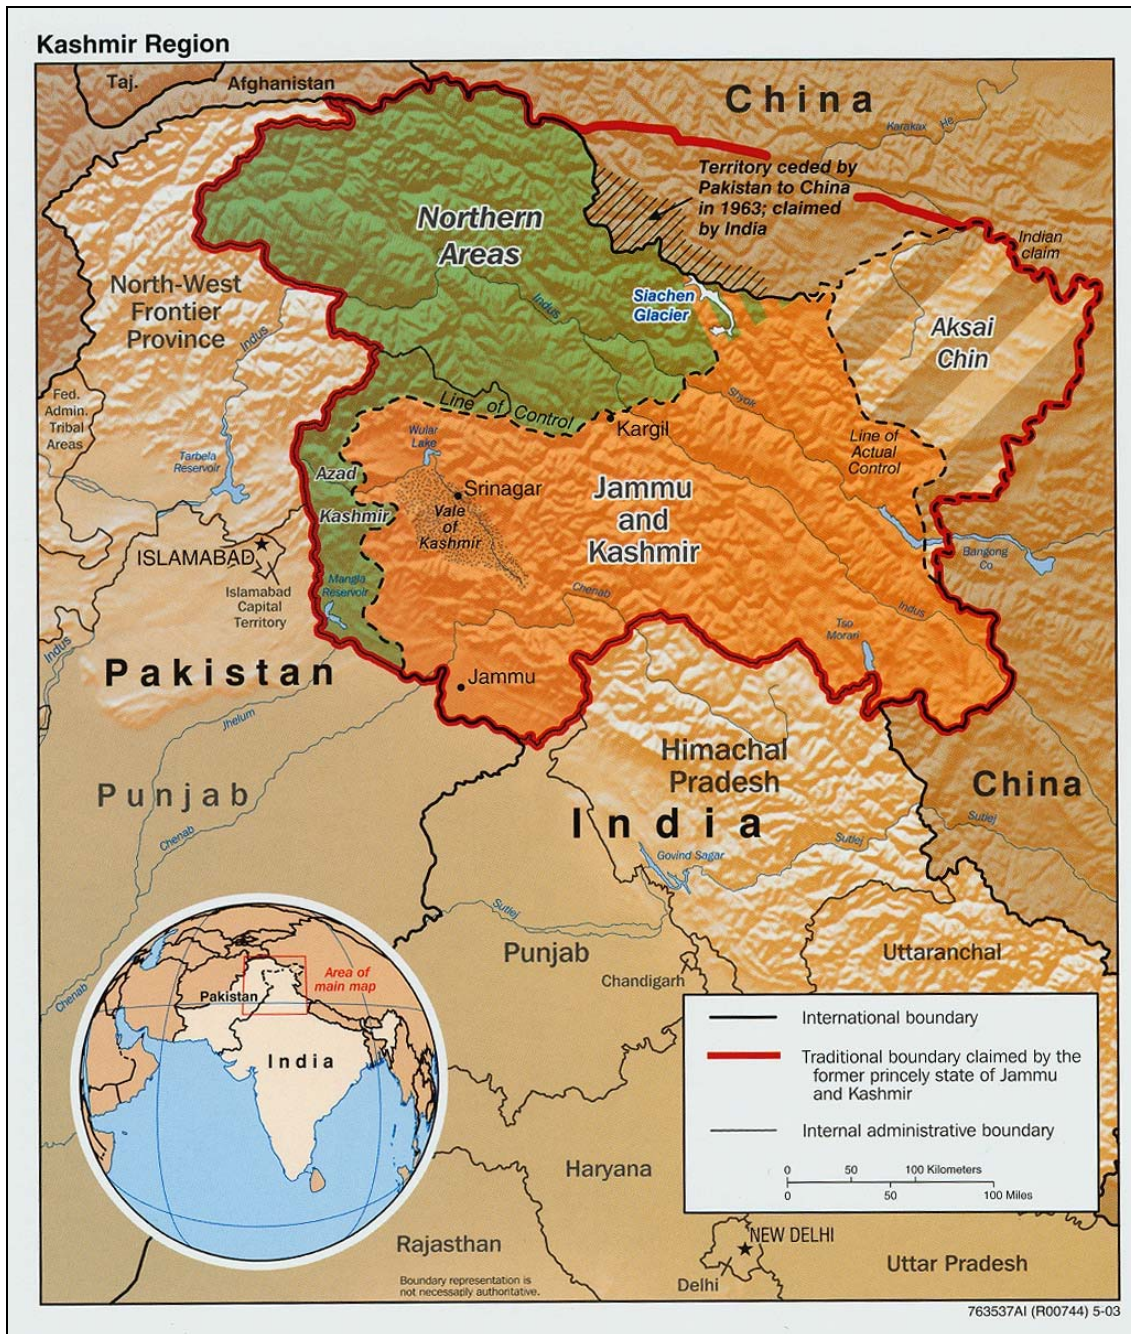 Kashmir Region
Taj.
Afghanistan
China
Karakax He
Territory ceded by
Pakistan to China
in 1963; claimed
by India
Indian
claim
Northern
Areas
North-West
Frontier
Province
Indus
Indus
Siachen
Glacier
Aksai
Chin
Fed.
Admin.
Tribal
Areas
Line of Control
Shyok
Kargil
Wular
Lake
Line of
Actual
Control
Tarbela
Reservoir
Azad
Kashmir
Srinagar
Vale
of
Kashmir
Jammu
and
Kashmir
ISLAMABAD
Islamabad
Capital
Territory
Mangla
Reservoir
Chenab
Bangong
Co
Indus
Tso
Morari
Indus
Pakistan
Jammu
Jhelum
Himachal
Pradesh
China
Punjab
India
Chenab
Sutlej
Sutlej
Govind Sagar
Sutlej
Punjab
Uttaranchal
Chandigarh
Chenab
Area of
main map
Pakistan
India
International boundary
Traditional boundary claimed by the
former princely state of Jammu
and Kashmir
Internal administrative boundary
0 50 100 Kilometers
0 50 100 Miles
Haryana
Rajasthan
NEW DELHI
Delhi
Uttar Pradesh
Boundary representation is
not necessarily authoritative.
763537AI (R00744) 5-03